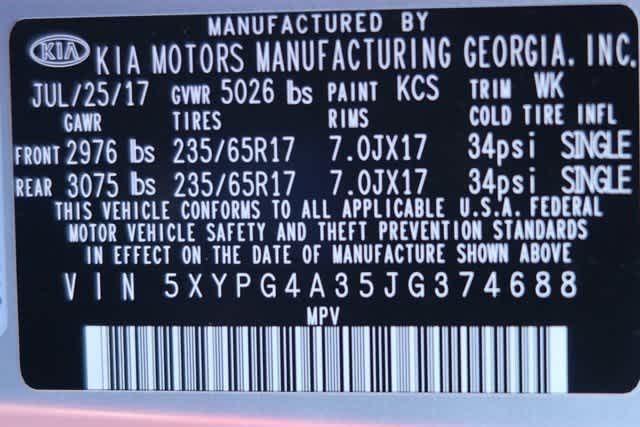 MANUFACTURED BY
KIA KIA MOTORS MANUFACTURING GEORGIA. INC.
JUL/25/17 GVWR 5026 lbs PAINT KCS TRIM WK
GAWR TIRES RIMS COLD TIRE INFL
FRONT 2976 lbs 235/65R17 7.0JX17 34psi SINGLE
REAR 3075 lbs 235/65R17 7.0JX17 34psi SINGLE
THIS VEHICLE CONFORMS TO ALL APPLICABLE U.S.A. FEDERAL
MOTOR VEHICLE SAFETY AND THEFT PREVENTION STANDARDS
IN EFFECT ON THE DATE OF MANUFACTURE SHOWN ABOVE
VIN 5XYPG4A35JG374688
MPV